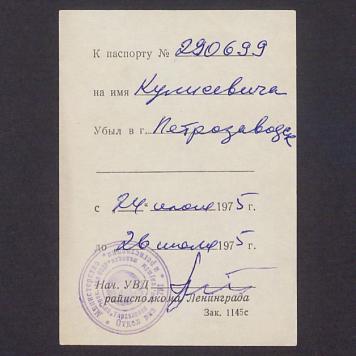 К паспорту № 290699
на имя Кулисевича
Убыл в г. Петрозаводск
с „24“ июля 1975 г.
до 26 июля 1975 г.
Нач. УВД
райисполкома Ленинграда
Зак. 1145с